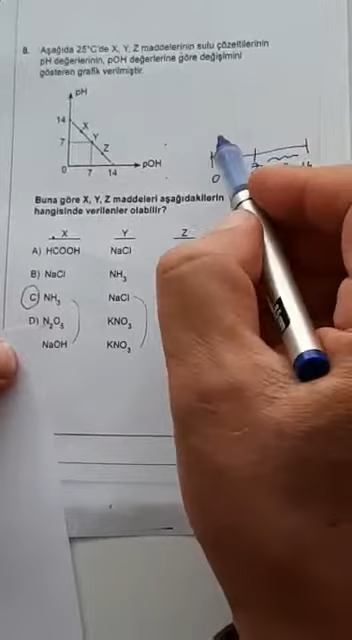 8. Aşağıda 25°C'de X, Y, Z maddelerinin sulu çözeltilerinin
pH değerlerinin, pOH değerlerine göre değişimini
gösteren grafik verilmiştir.
pH
14
X
7
Y
Z
0 7 14
pOH
0
Buna göre X, Y, Z maddeleri aşağıdakilerin
hangisinde verilenler olabilir?
X Y Z
A) HCOOH NaCl
B) NaCl NH₃
C) NH₃ NaCl
D) N₂O₅ KNO₃
NaOH KNO₃